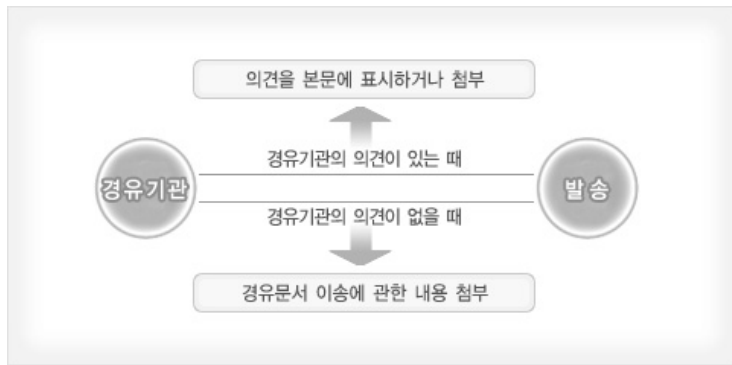 의견을 본문에 표시하거나 첨부
경유기관의 의견이 있는 때
경유기관
발송
경유기관의 의견이 없을 때
경유문서 이송에 관한 내용 첨부